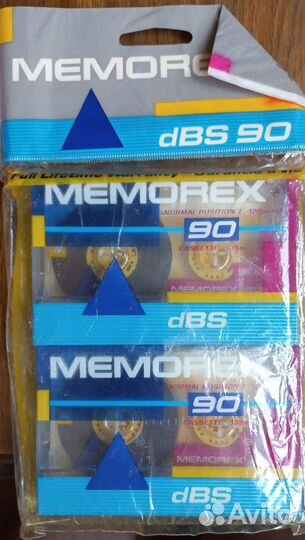 MEMOREX
dBS 90
Full Lifetime Warranty
MEMOREX
NORMAL POSITION I
90
CASSETTE
MEMOREX
dBS
MEMOREX
NORMAL POSITION
90
CASSETTE
MEMOREX
dBS
Avito